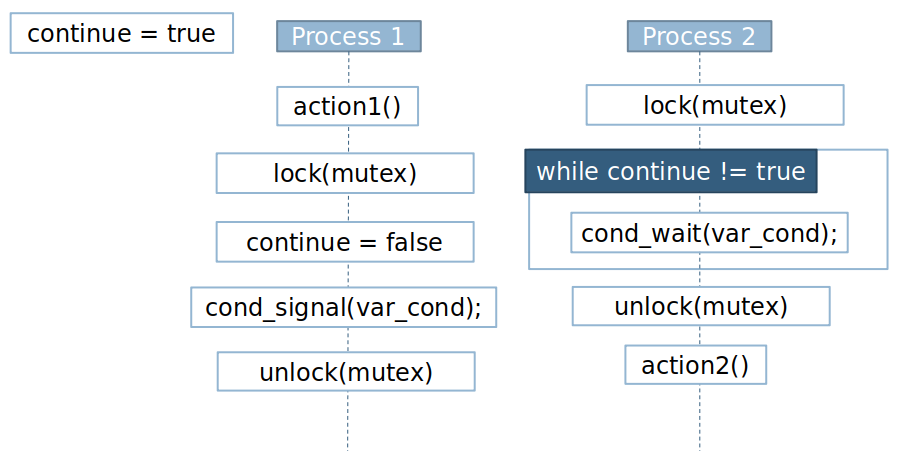 continue = true
Process 1
action1()
lock(mutex)
continue = false
cond_signal(var_cond);
unlock(mutex)
Process 2
lock(mutex)
while continue != true
cond_wait(var_cond);
unlock(mutex)
action2()